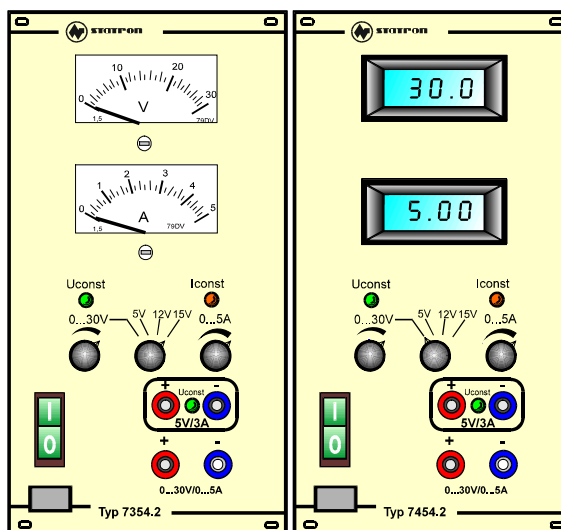 STATRON
10 20
0 30
V
1,5 79DV
2 3
1 4
0 5
A
1,5 79DV
Uconst Iconst
0...30V 5V 12V 15V 0...5A
+ -
Uconst
5V/3A
I
0
+ -
0...30V/0...5A
Typ 7354.2
STATRON
30.0
5.00
Uconst Iconst
0...30V 5V 12V 15V 0...5A
+ -
Uconst
5V/3A
I
0
+ -
0...30V/0...5A
Typ 7454.2